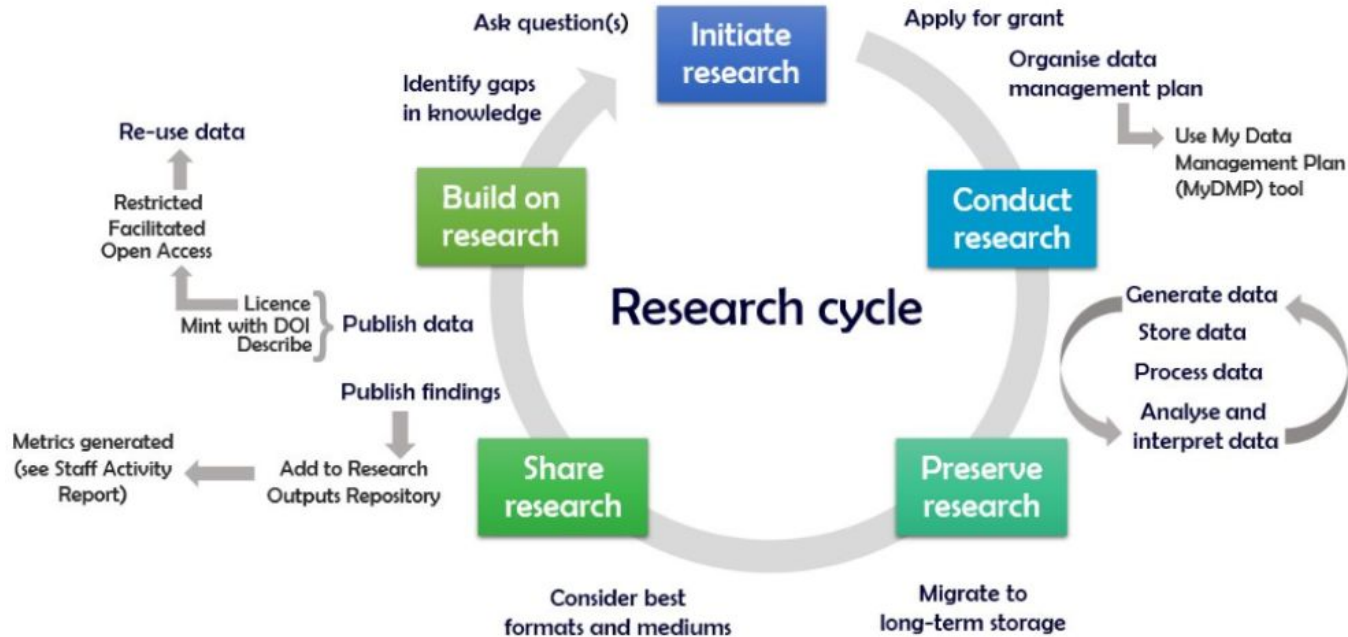 Ask question(s)
Initiate
research
Apply for grant
Organise data
management plan
Use My Data
Management Plan
(MyDMP) tool
Identify gaps
in knowledge
Re-use data
Restricted
Facilitated
Open Access
Build on
research
Conduct
research
Research cycle
Licence
Mint with DOI
Describe
Publish data
Generate data
Store data
Process data
Analyse and
interpret data
Publish findings
Metrics generated
(see Staff Activity
Report)
Add to Research
Outputs Repository
Share
research
Preserve
research
Consider best
formats and mediums
Migrate to
long-term storage